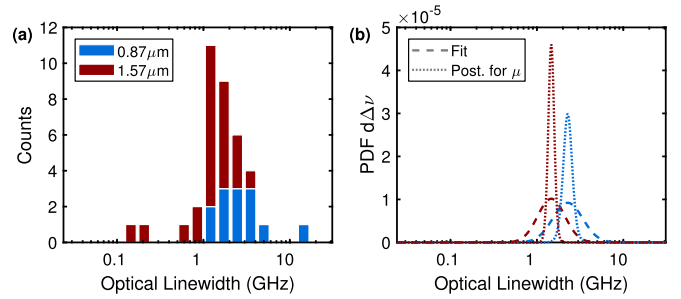 (a)
12
10
8
6
4
2
0
Counts
0.87μm
1.57μm
0.1
1
10
Optical Linewidth (GHz)
(b)
×10⁻⁵
5
4
3
2
1
0
PDF dΔν
Fit
Post. for μ
0.1
1
10
Optical Linewidth (GHz)